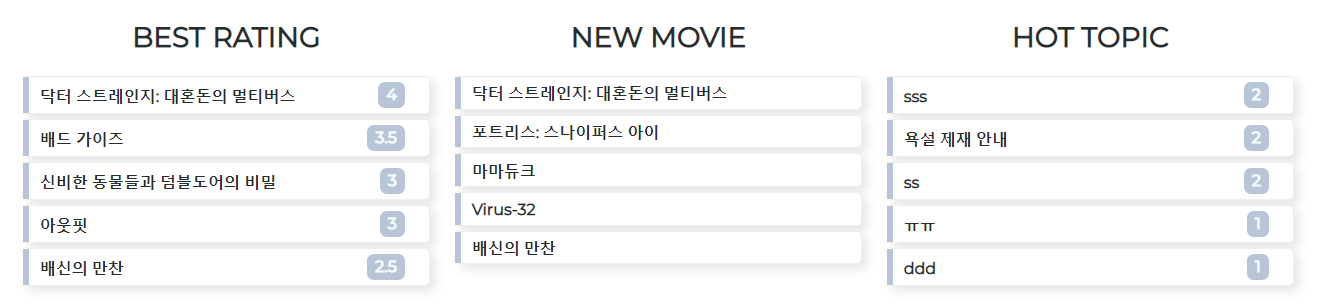 BEST RATING
닥터 스트레인지: 대혼돈의 멀티버스 4
배드 가이즈 3.5
신비한 동물들과 덤블도어의 비밀 3
아웃핏 3
배신의 만찬 2.5
NEW MOVIE
닥터 스트레인지: 대혼돈의 멀티버스
포트리스: 스나이퍼스 아이
마마듀크
Virus-32
배신의 만찬
HOT TOPIC
sss 2
욕설 제재 안내 2
ss 2
ㅠㅠ 1
ddd 1